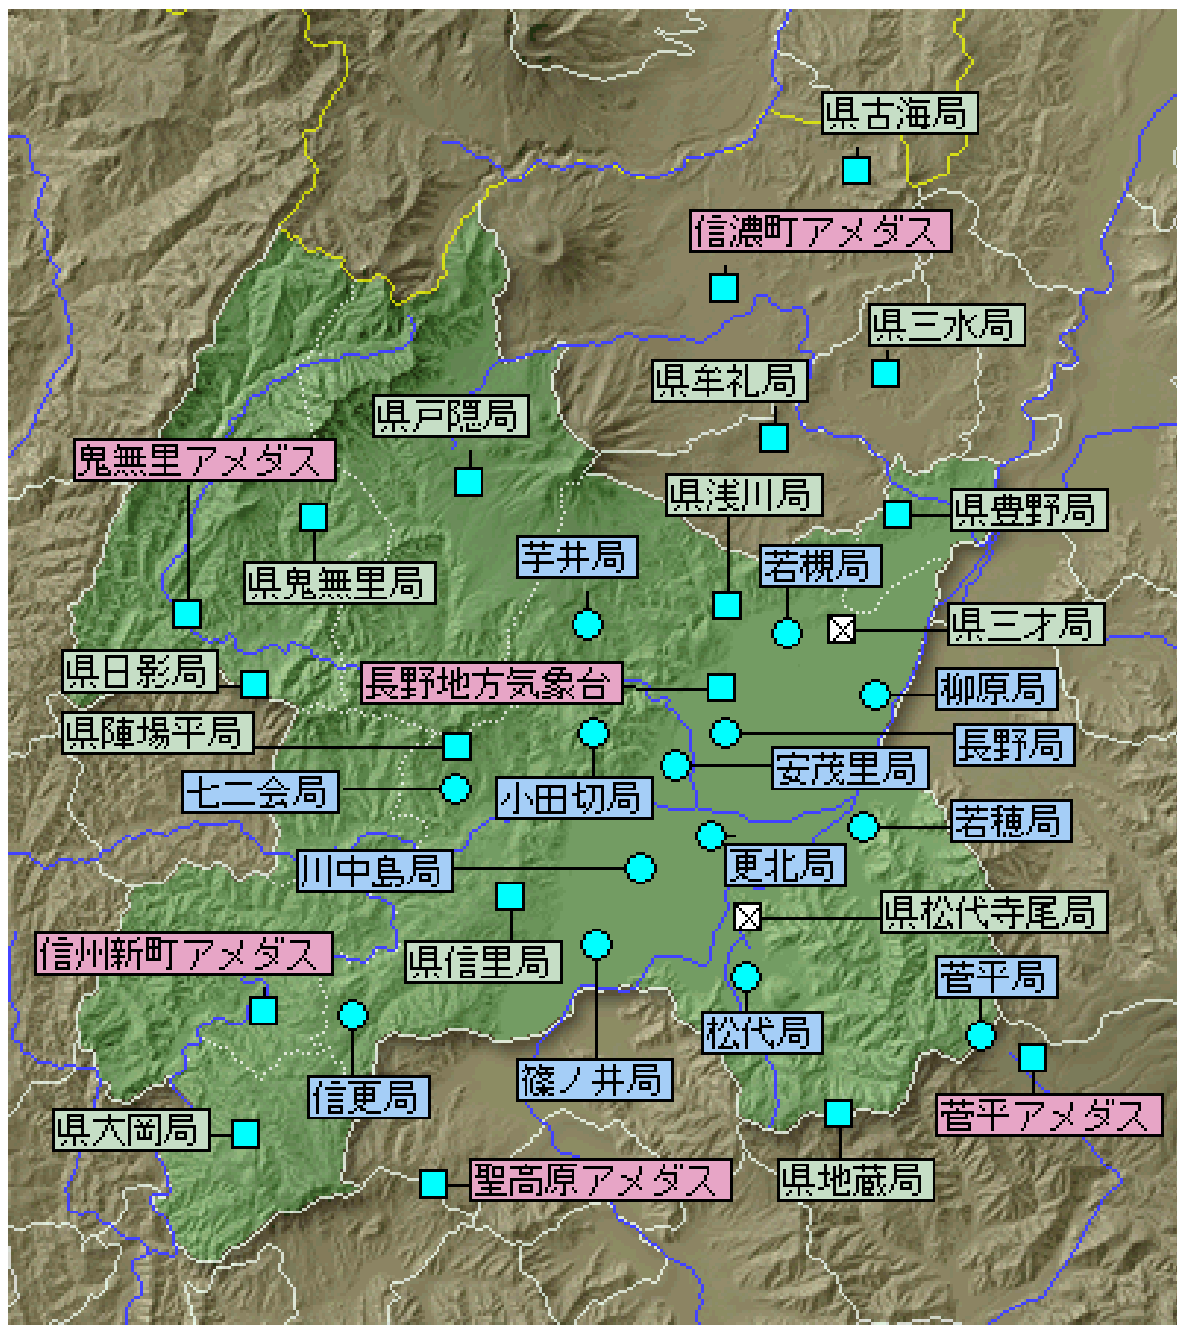 県古海局
信濃町アメダス
県三水局
県牟礼局
県戸隠局
鬼無里アメダス
県浅川局
県豊野局
芋井局
若槻局
県鬼無里局
県三才局
県日影局
長野地方気象台
柳原局
県陣場平局
長野局
安茂里局
七二会局
小田切局
若穂局
川中島局
更北局
県松代寺尾局
信州新町アメダス
県信里局
菅平局
松代局
篠ノ井局
信更局
菅平アメダス
県大岡局
聖高原アメダス
県地蔵局